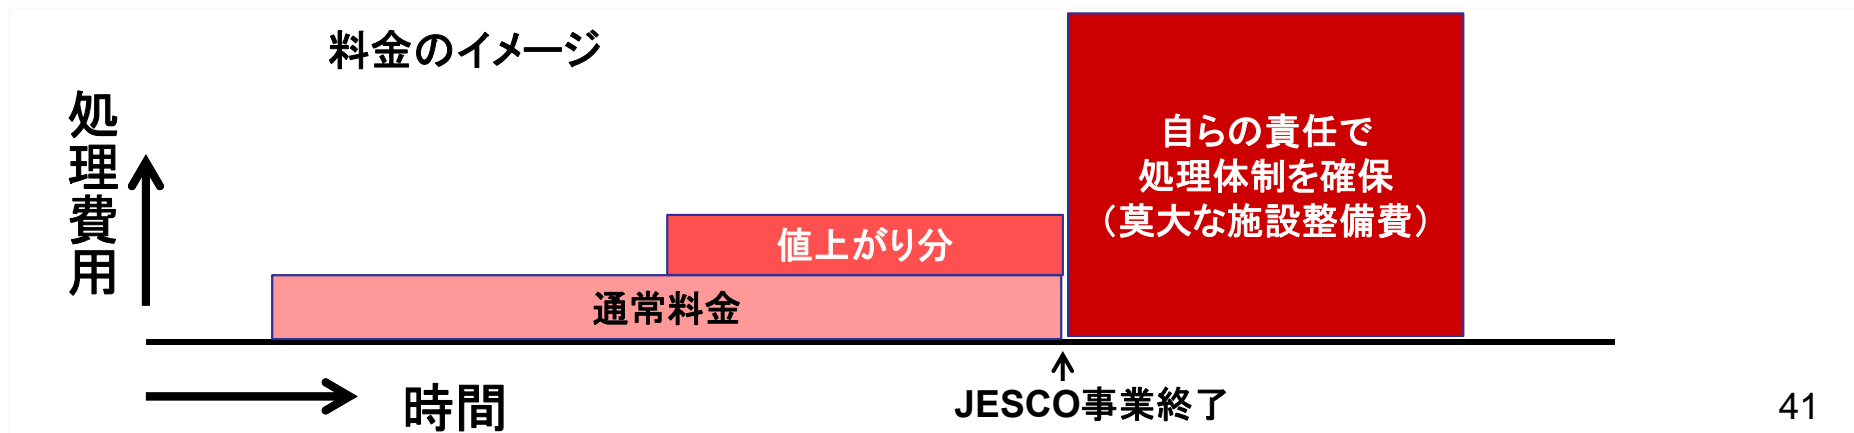 料金のイメージ
処理費用
自らの責任で
処理体制を確保
（莫大な施設整備費）
値上がり分
通常料金
時間
JESCO事業終了
41